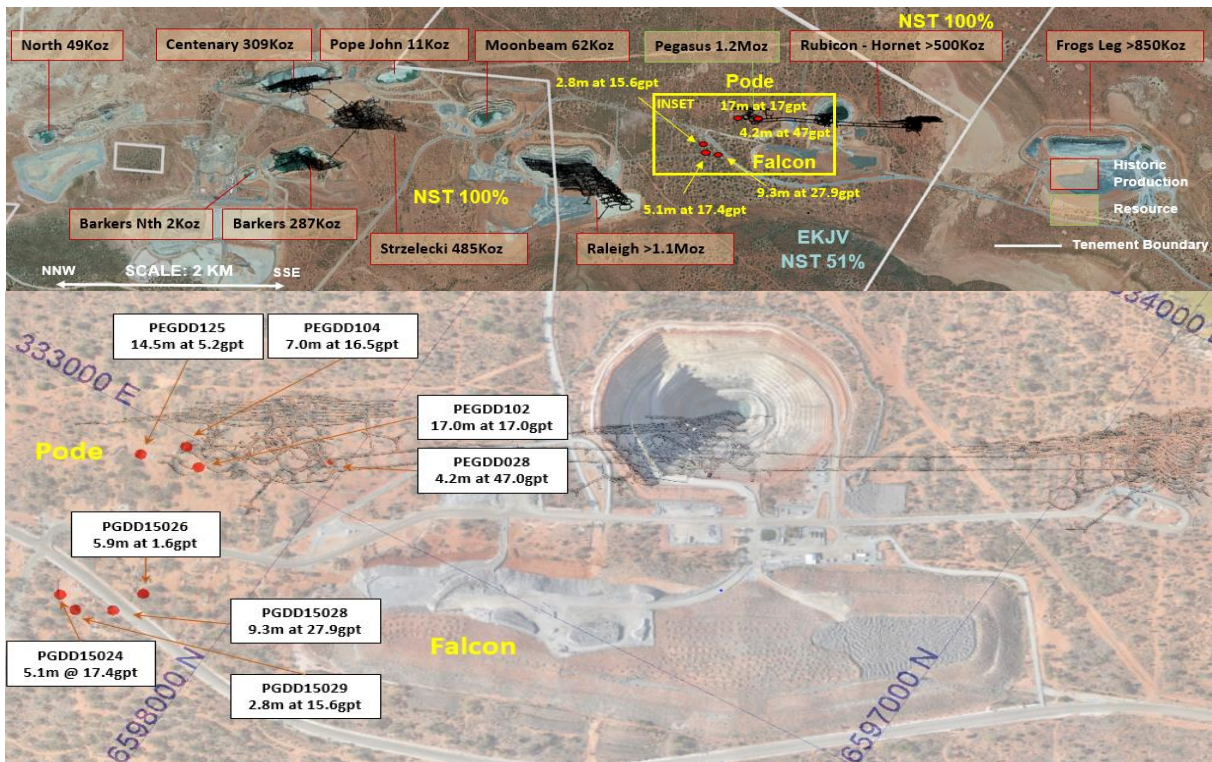 NST 100%
North 49Koz
Centenary 309Koz
Pope John 11Koz
Moonbeam 62Koz
Pegasus 1.2Moz
Rubicon - Hornet >500Koz
Frogs Leg >850Koz
2.8m at 15.6gpt
Pode
INSET
17m at 17gpt
4.2m at 47gpt
Falcon
Historic
Production
9.3m at 27.9gpt
NST 100%
5.1m at 17.4gpt
Resource
Barkers Nth 2Koz
Barkers 287Koz
Strzelecki 485Koz
Raleigh >1.1Moz
EKJV
NST 51%
Tenement Boundary
NNW
SCALE: 2 KM
SSE
PEGDD125
14.5m at 5.2gpt
PEGDD104
7.0m at 16.5gpt
333000 E
PEGDD102
17.0m at 17.0gpt
Pode
PEGDD028
4.2m at 47.0gpt
PGDD15026
5.9m at 1.6gpt
PGDD15028
9.3m at 27.9gpt
Falcon
PGDD15024
5.1m @ 17.4gpt
PGDD15029
2.8m at 15.6gpt
6598000 N
6597000 N